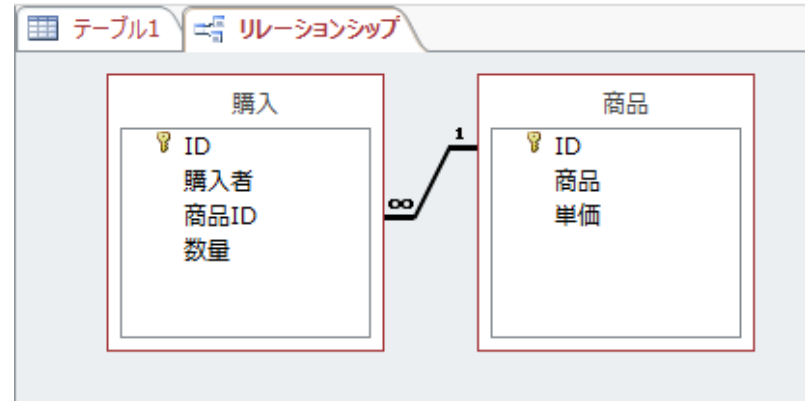 テーブル1
リレーションシップ
購入
ID
購入者
商品ID
数量
∞
1
商品
ID
商品
単価